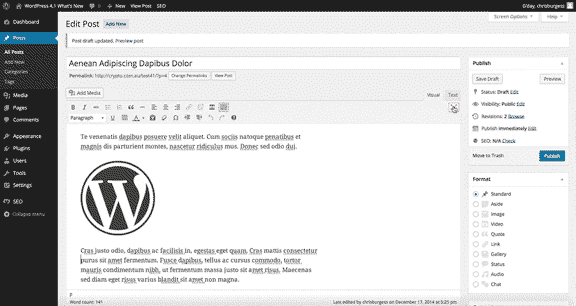 WordPress 4.1 What's New
3
0
New
View Post
SEO
G'day, chrisburgess
Dashboard
Posts
All Posts
Add New
Categories
Tags
Media
Pages
Comments
Appearance
Plugins
Users
Tools
Settings
SEO
Collapse menu
Screen Options
Help
Edit Post
Add New
Post draft updated. Preview post
Aenean Adipiscing Dapibus Dolor
Permalink:
Change Permalinks
View Post
Add Media
Visual
Text
B I
Paragraph
U
A
Te venenatis dapibus posuere velit aliquet. Cum sociis natoque penatibus et
magnis dis parturient montes, nascetur ridiculus mus. Donec sed odio dui.
Cras justo odio, dapibus ac facilisis in, egestas eget quam. Cras mattis consectetur
purus sit amet fermentum. Fusce dapibus, tellus ac cursus commodo, tortor
mauris condimentum nibh, ut fermentum massa justo sit amet risus. Maecenas
sed diam eget risus varius blandit sit amet non magna.
p
Word count: 141
Last edited by chrisburgess on December 17, 2014 at 5:25 pm
Publish
Save Draft
Preview
Status: Draft Edit
Visibility: Public Edit
Revisions: 2 Browse
Publish immediately Edit
SEO: N/A Check
Move to Trash
Publish
Format
Standard
Aside
Image
Video
Quote
Link
Gallery
Status
Audio
Chat